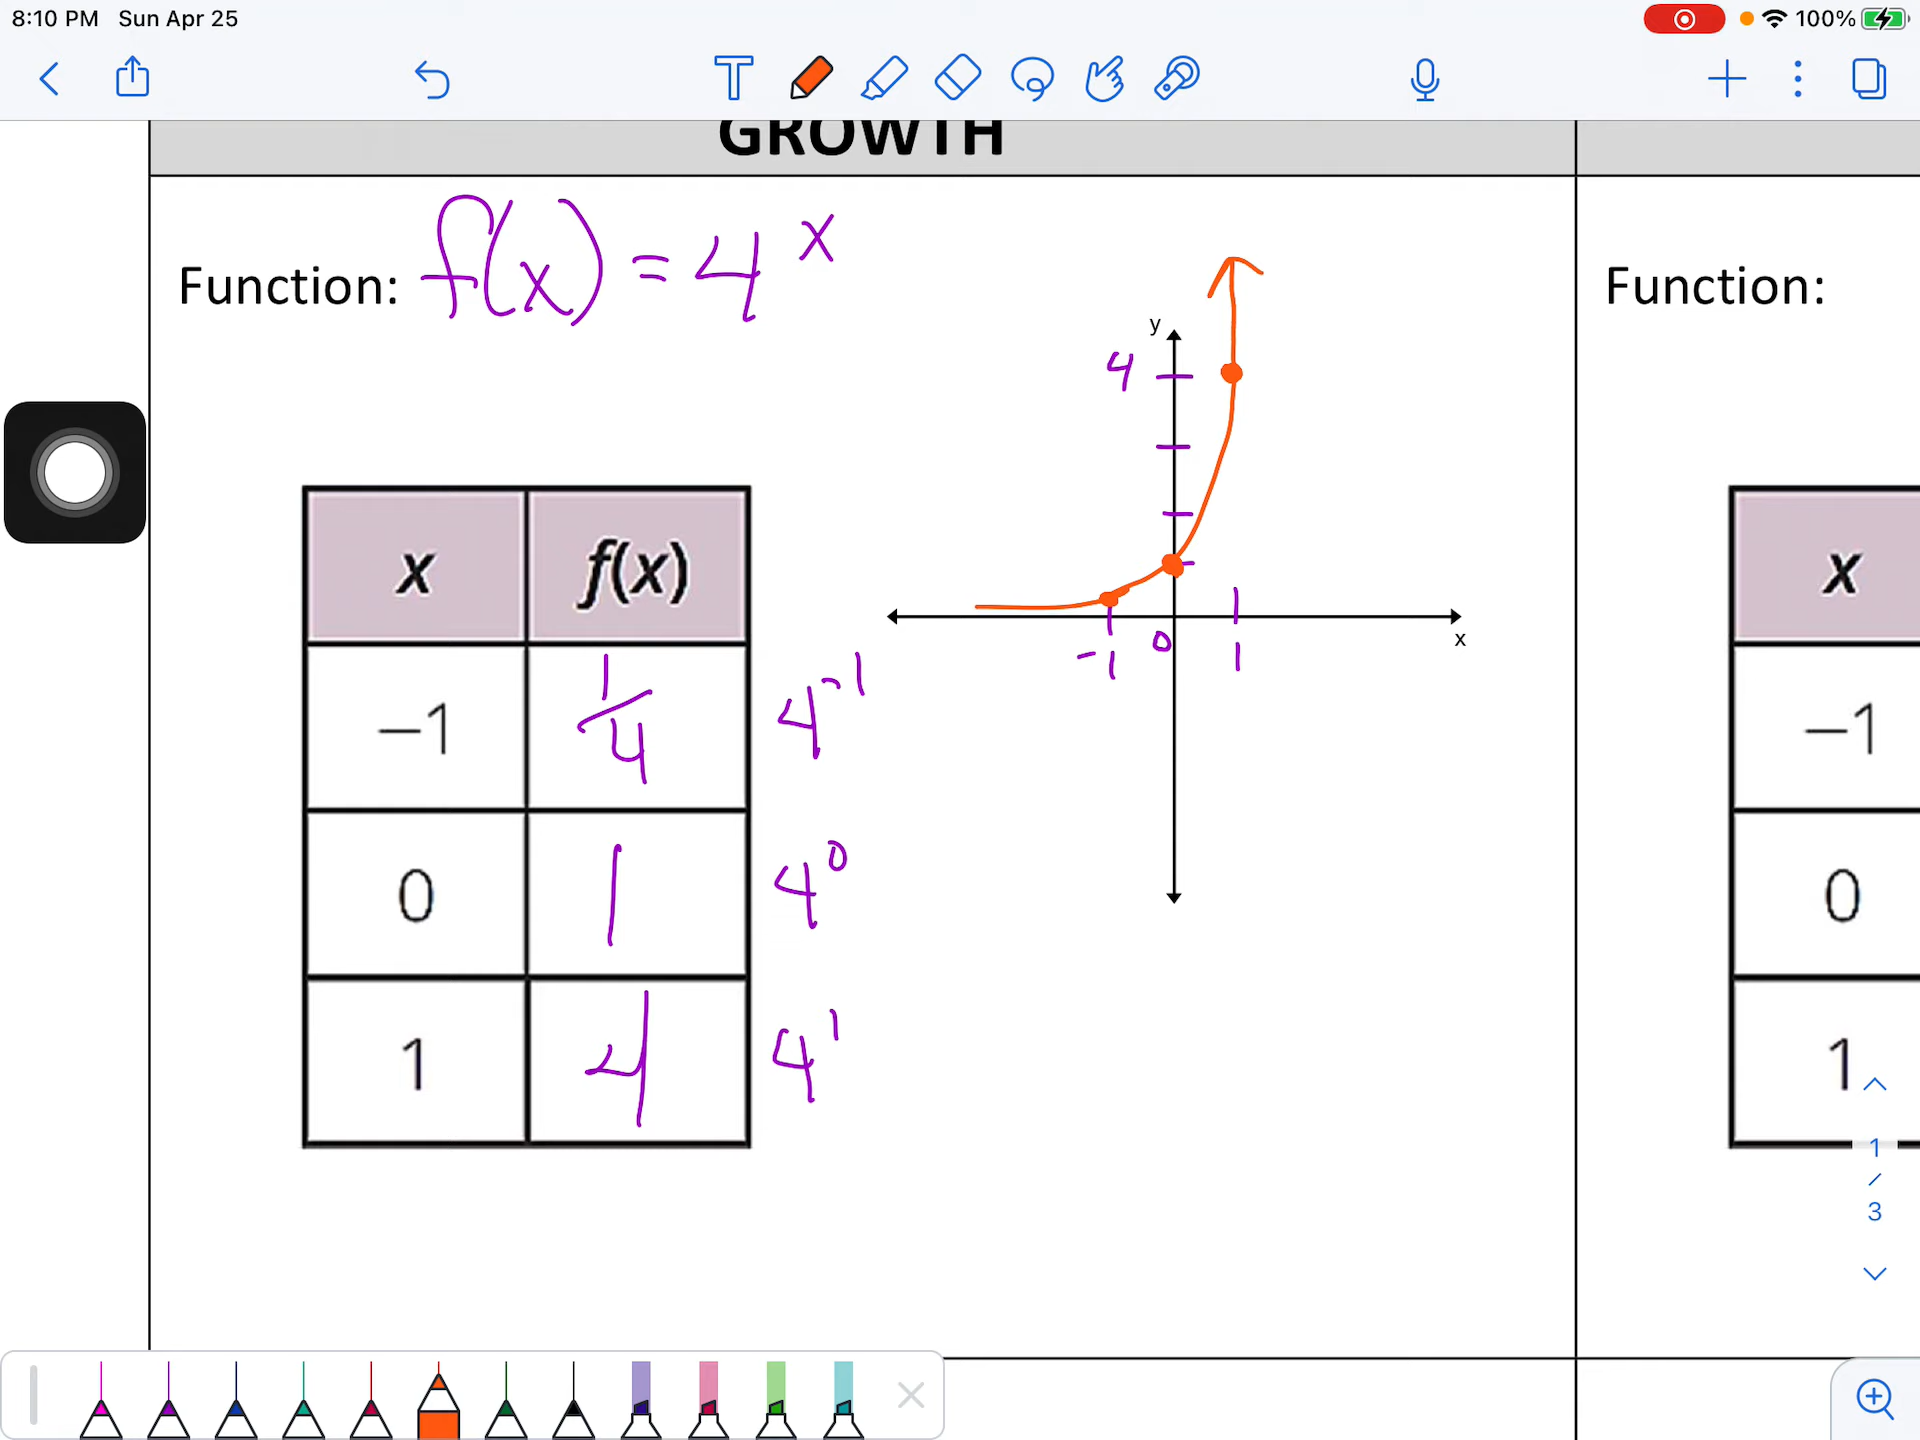 8:10 PM Sun Apr 25 100%
GROWTH
Function: f(x) = 4^x
Function:
y
4
x
-1 0 1
x f(x)
–1 1/4 4^-1
0 1 4^0
1 4 4^1
x
–1
0
1
1
/
3